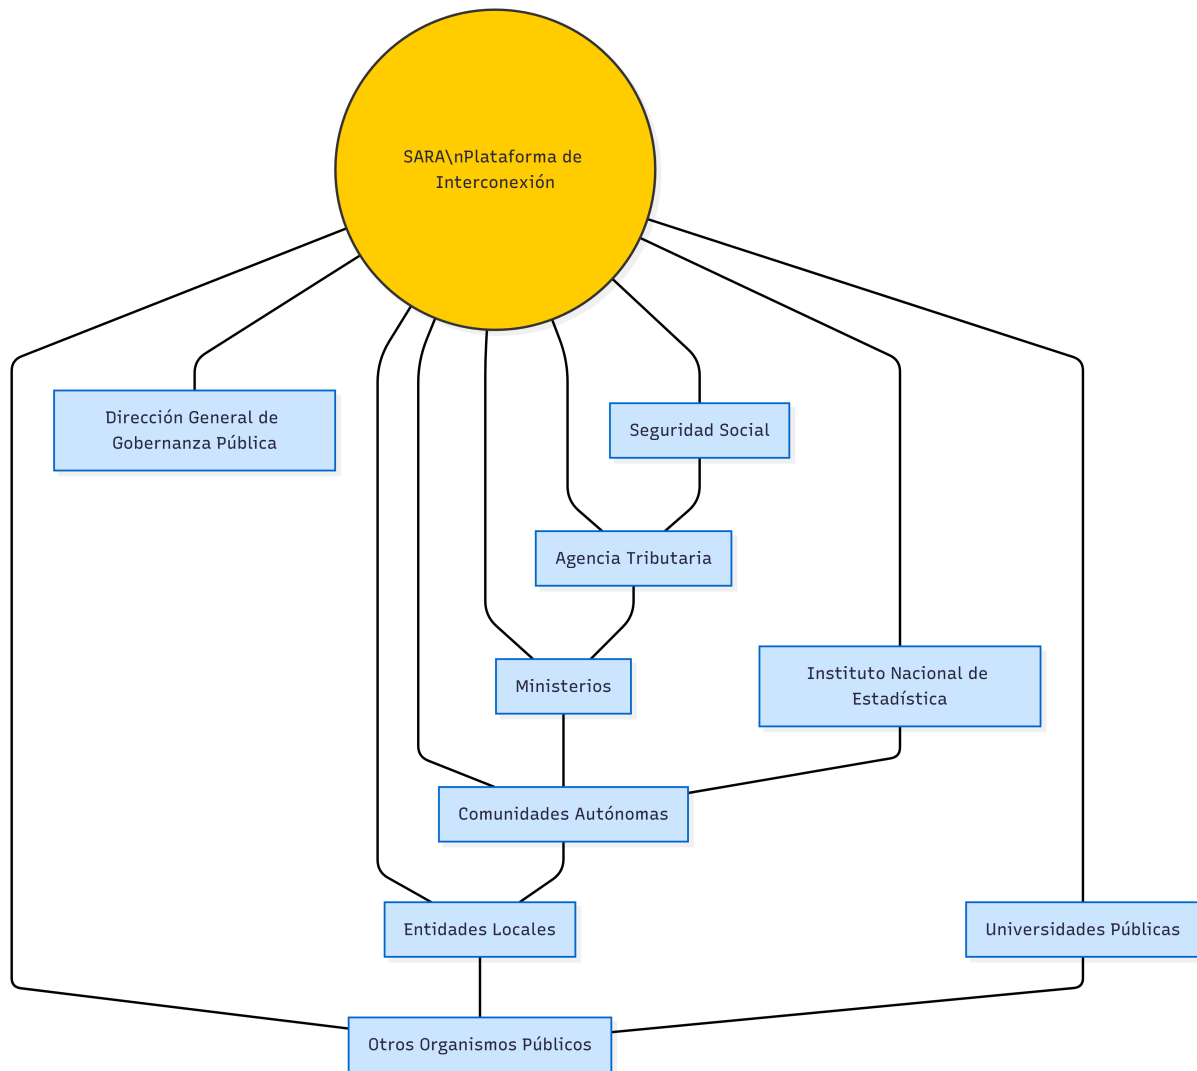 SARA\nPlataforma de
Interconexión
Dirección General de
Gobernanza Pública
Seguridad Social
Agencia Tributaria
Ministerios
Instituto Nacional de
Estadística
Comunidades Autónomas
Entidades Locales
Universidades Públicas
Otros Organismos Públicos